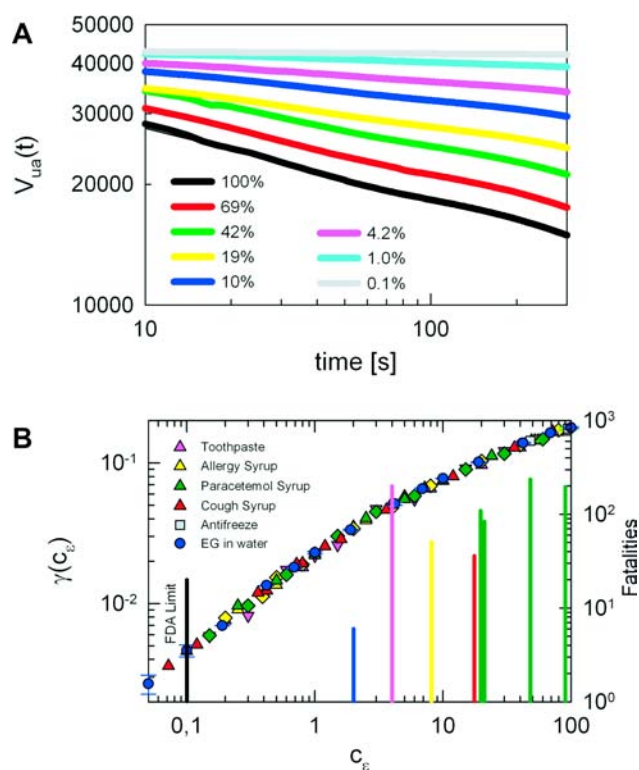 A
50000
40000
30000
20000
10000
V_ua(t)
100%
69%
42%
19%
10%
4.2%
1.0%
0.1%
10
100
time [s]
B
γ(c_ε)
10^-1
10^-2
Toothpaste
Allergy Syrup
Paracetemol Syrup
Cough Syrup
Antifreeze
EG in water
FDA Limit
10^3
10^2
10^1
10^0
Fatalities
0,1
1
10
100
c_ε